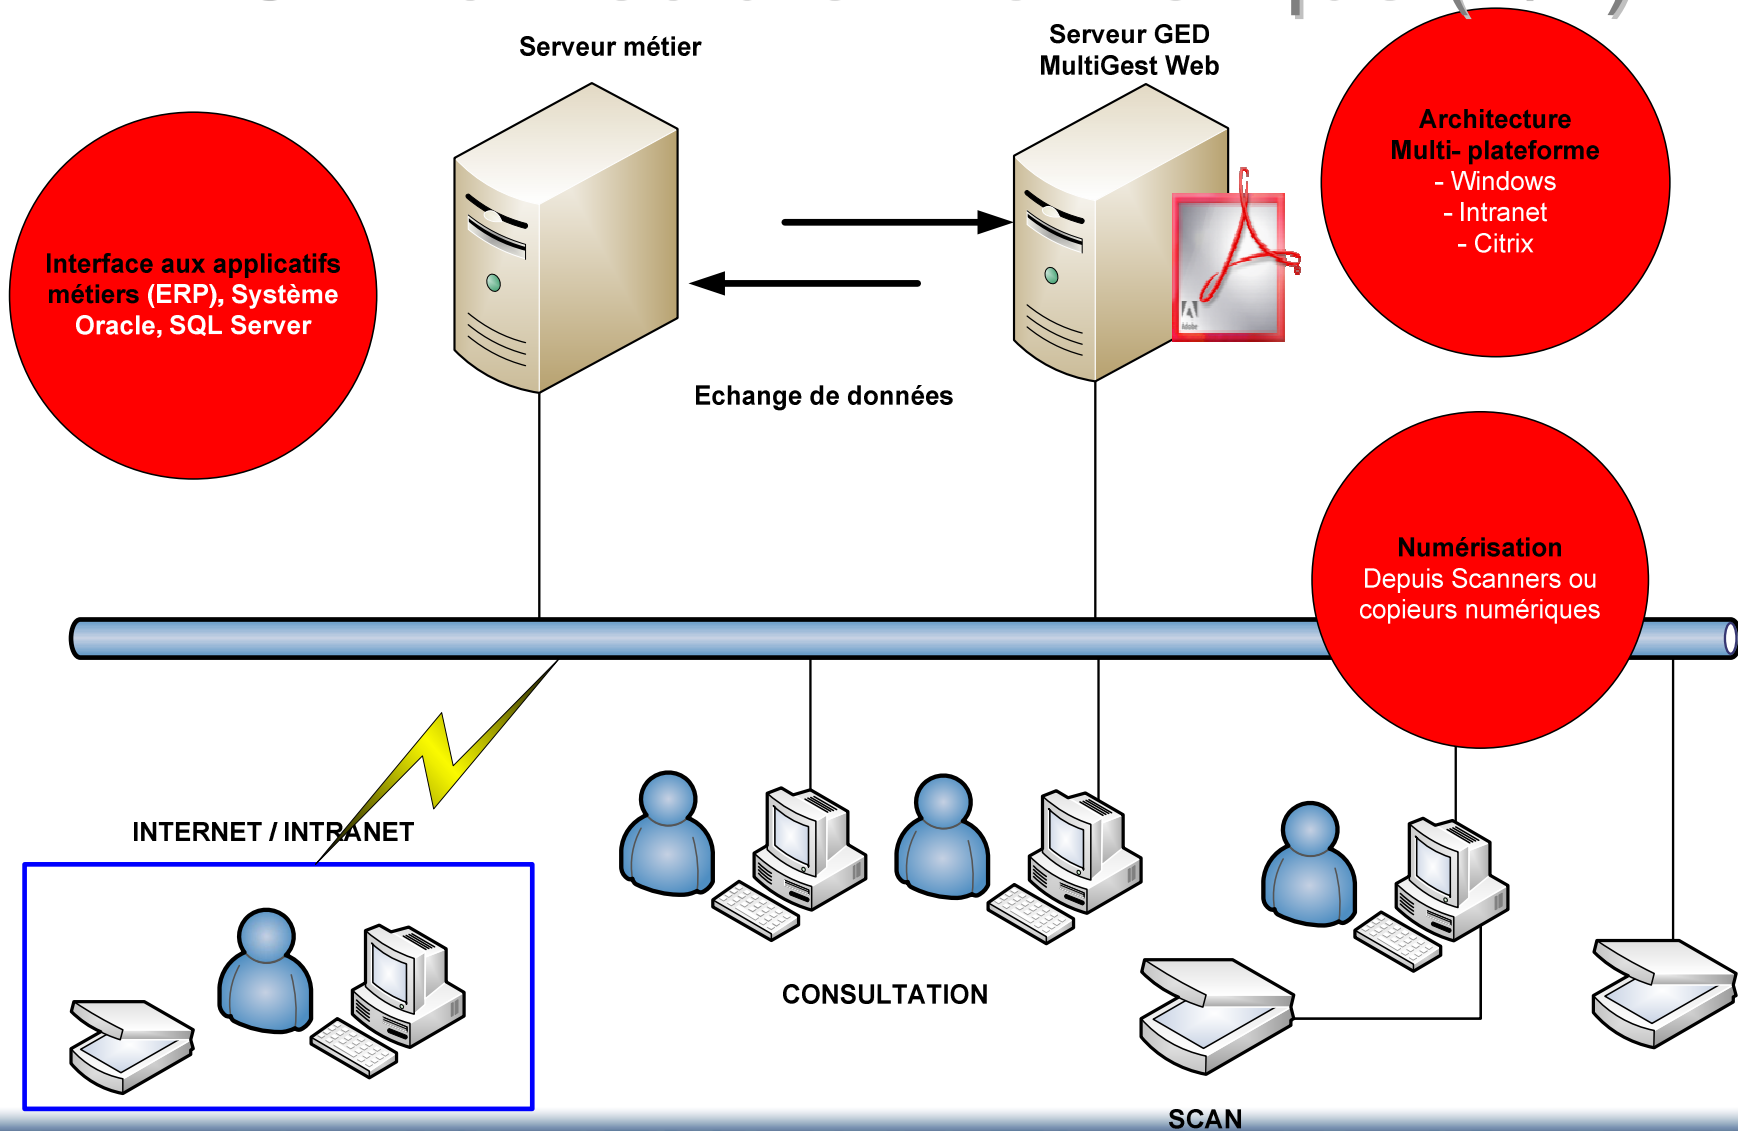 Serveur métier
Serveur GED
MultiGest Web
Architecture
Multi- plateforme
- Windows
- Intranet
- Citrix
Interface aux applicatifs
métiers (ERP), Système
Oracle, SQL Server
Adobe
Echange de données
Numérisation
Depuis Scanners ou
copieurs numériques
INTERNET / INTRANET
CONSULTATION
SCAN